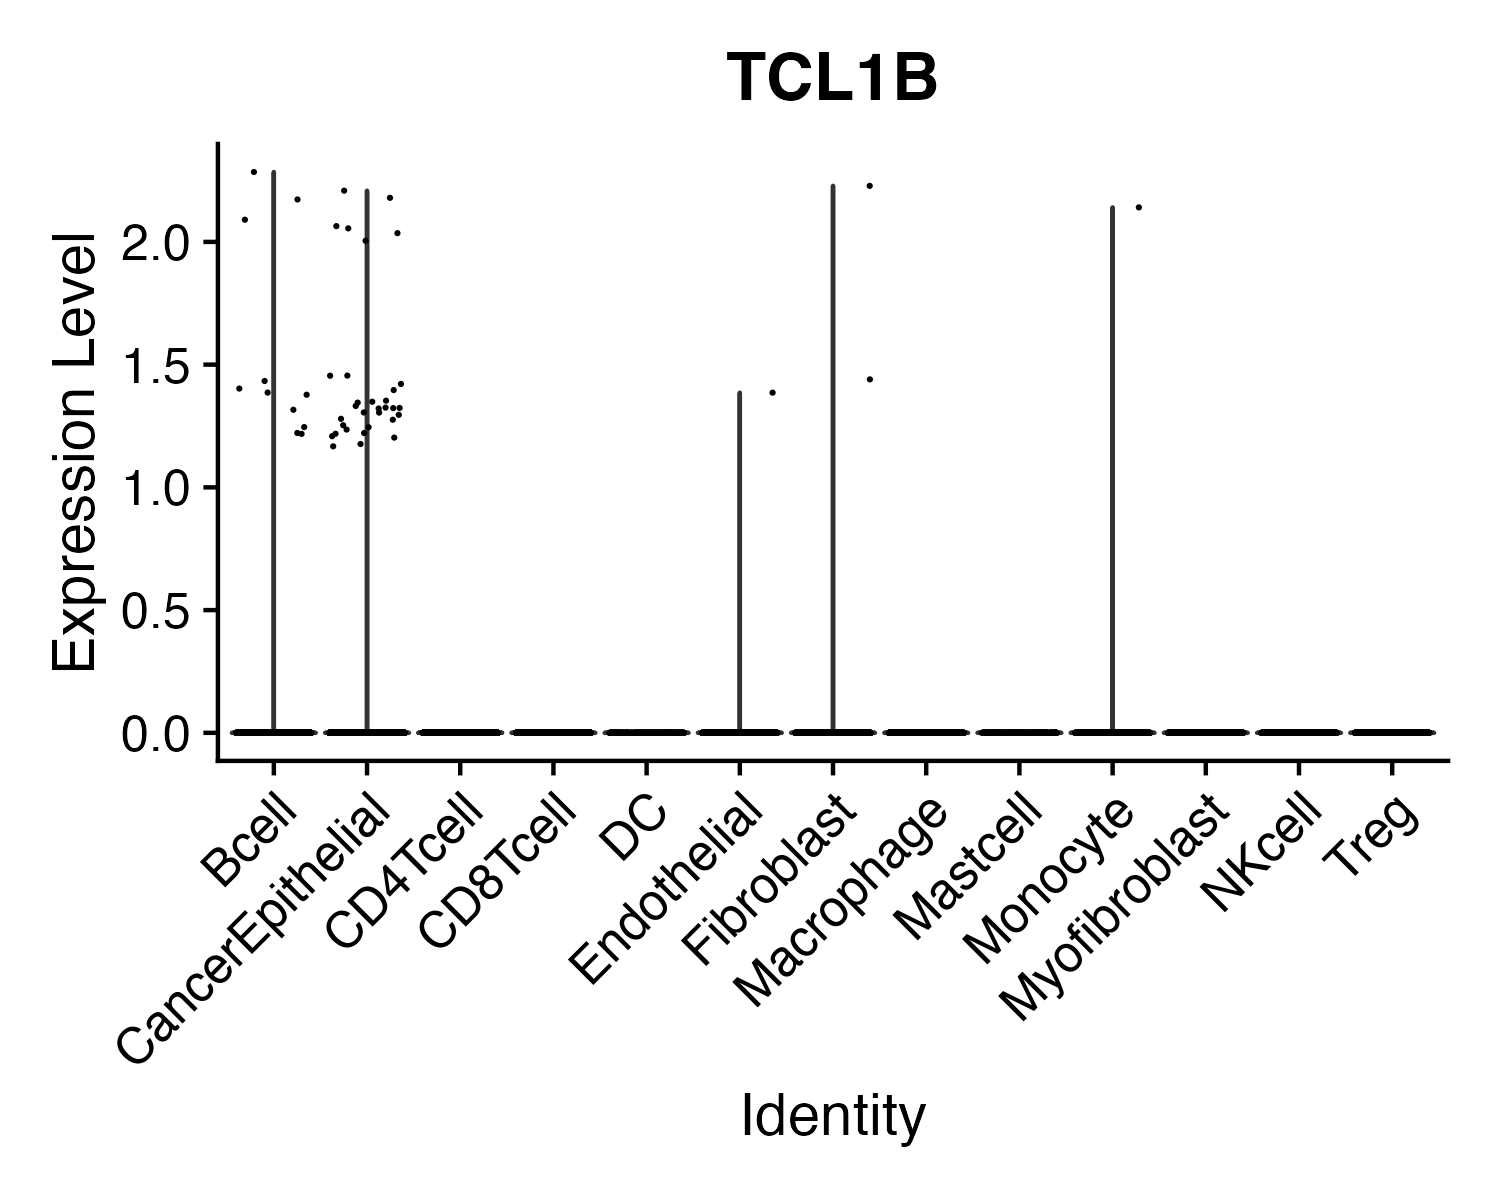 TCL1B
Expression Level
2.0
1.5
1.0
0.5
0.0
Bcell
CancerEpithelial
CD4Tcell
CD8Tcell
DC
Endothelial
Fibroblast
Macrophage
Mastcell
Monocyte
Myofibroblast
NKcell
Treg
Identity